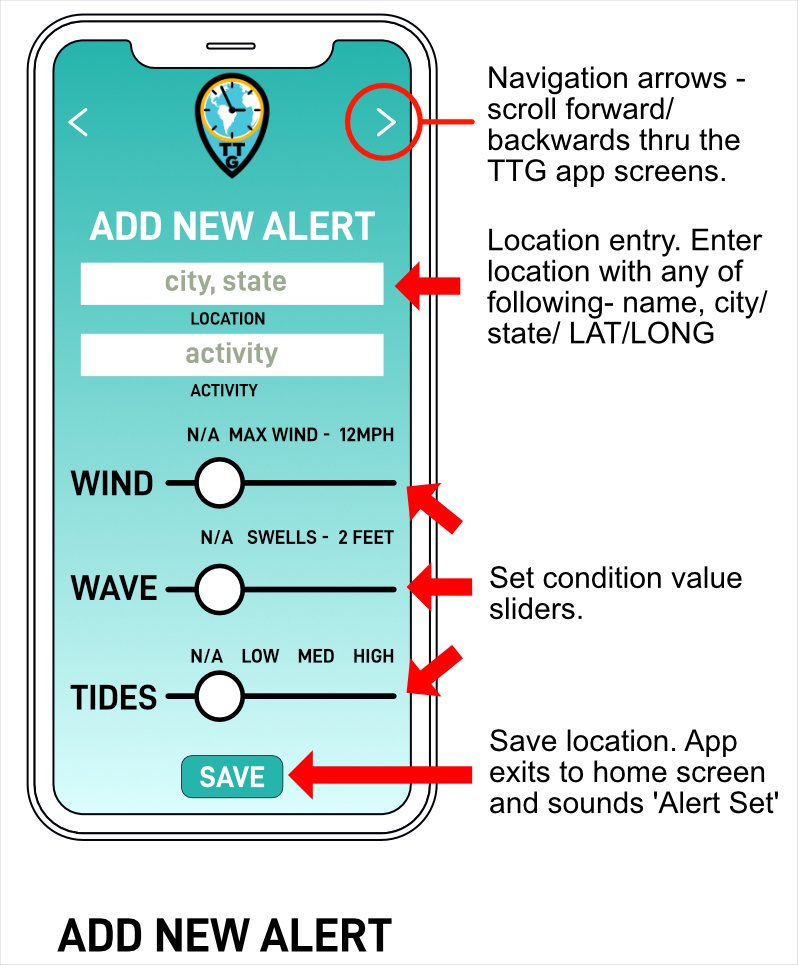 TT
G
ADD NEW ALERT
city, state
LOCATION
activity
ACTIVITY
N/A MAX WIND - 12MPH
WIND
N/A SWELLS - 2 FEET
WAVE
N/A LOW MED HIGH
TIDES
SAVE
Navigation arrows -
scroll forward/
backwards thru the
TTG app screens.
Location entry. Enter
location with any of
following- name, city/
state/ LAT/LONG
Set condition value
sliders.
Save location. App
exits to home screen
and sounds 'Alert Set'
ADD NEW ALERT